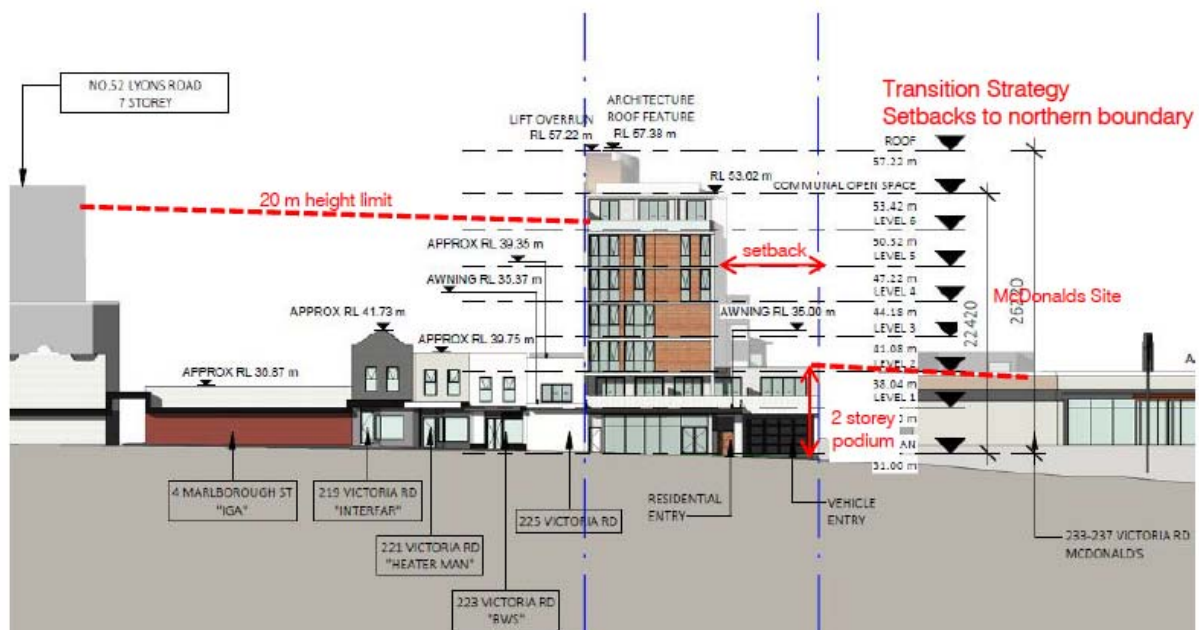 NO.52 LYONS ROAD
7 STOREY
Transition Strategy
Setbacks to northern boundary
LIFT OVERRUN
RL 57.22 m
ARCHITECTURE
ROOF FEATURE
RL 57.38 m
ROOF
57.22 m
RL 53.62 m
COMMUNAL OPEN SPACE
20 m height limit
53.42 m
LEVEL 6
50.32 m
LEVEL 5
setback
47.22 m
LEVEL 4
McDonalds Site
44.18 m
LEVEL 3
22420
26220
APPROX RL 39.35 m
AWNING RL 35.37 m
AWNING RL 35.00 m
APPROX RL 41.73 m
APPROX RL 39.75 m
41.08 m
LEVEL 2
APPROX RL 36.87 m
38.04 m
LEVEL 1
2 storey
podium
31.00 m
4 MARLBOROUGH ST
"IGA"
219 VICTORIA RD
"INTERFAR"
221 VICTORIA RD
"HEATER MAN"
223 VICTORIA RD
"BWS"
225 VICTORIA RD
RESIDENTIAL
ENTRY
VEHICLE
ENTRY
233-237 VICTORIA RD
MCDONALD'S